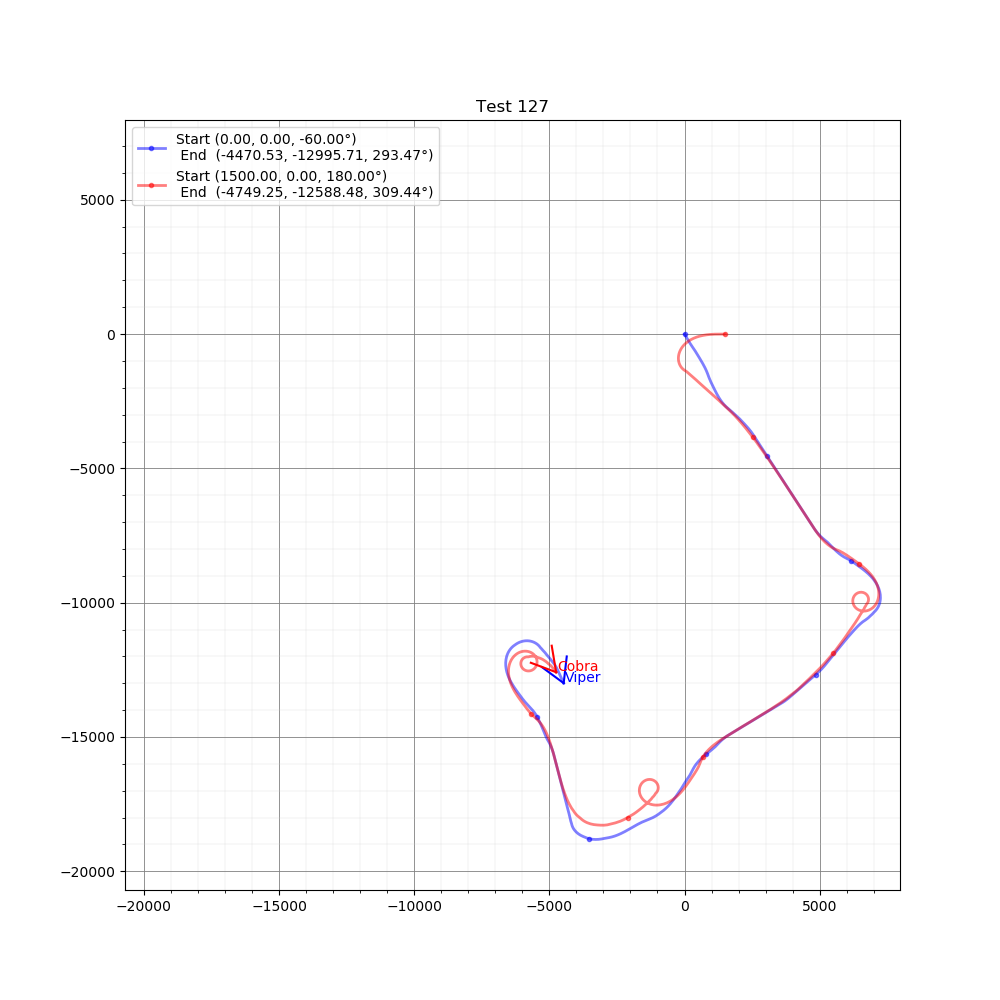 Test 127
Start (0.00, 0.00, -60.00°)
End (-4470.53, -12995.71, 293.47°)
Start (1500.00, 0.00, 180.00°)
End (-4749.25, -12588.48, 309.44°)
5000
0
−5000
−10000
−15000
−20000
Cobra
Viper
−20000 −15000 −10000 −5000 0 5000